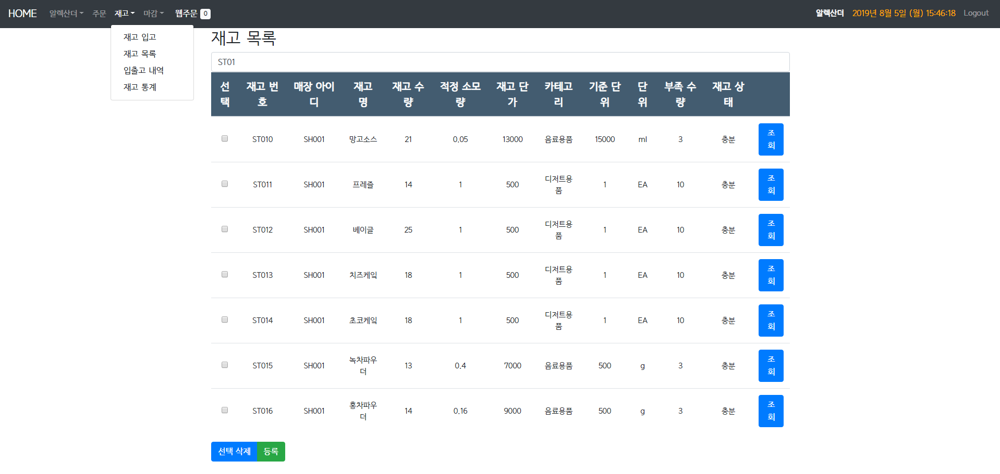 HOME 알렉산더 주문 재고 마감 웹주문 0 알렉산더 2019년 8월 5일 (월) 15:46:18 Logout
재고 입고
재고 목록
입출고 내역
재고 통계
재고 목록
ST01
선택 재고 번호 매장 아이디 재고명 재고 수량 적정 소모량 재고 단가 카테고리 기준 단위 단위 부족 수량 재고 상태
ST010 SH001 망고소스 21 0.05 13000 음료용품 15000 ml 3 충분 조회
ST011 SH001 프레즐 14 1 500 디저트용품 1 EA 10 충분 조회
ST012 SH001 베이글 25 1 500 디저트용품 1 EA 10 충분 조회
ST013 SH001 치즈케잌 18 1 500 디저트용품 1 EA 10 충분 조회
ST014 SH001 초코케잌 18 1 500 디저트용품 1 EA 10 충분 조회
ST015 SH001 녹차파우더 13 0.4 7000 음료용품 500 g 3 충분 조회
ST016 SH001 홍차파우더 14 0.16 9000 음료용품 500 g 3 충분 조회
선택 삭제 등록